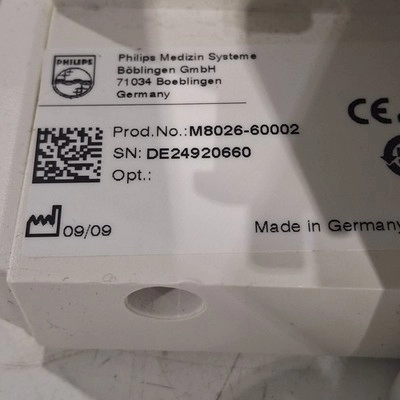 PHILIPS
Philips Medizin Systeme
Böblingen GmbH
71034 Boeblingen
Germany
CE
Prod.No.:M8026-60002
SN: DE24920660
Opt.:
09/09
Made in Germany